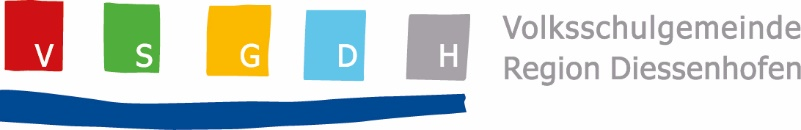 V S G D H
Volksschulgemeinde
Region Diessenhofen